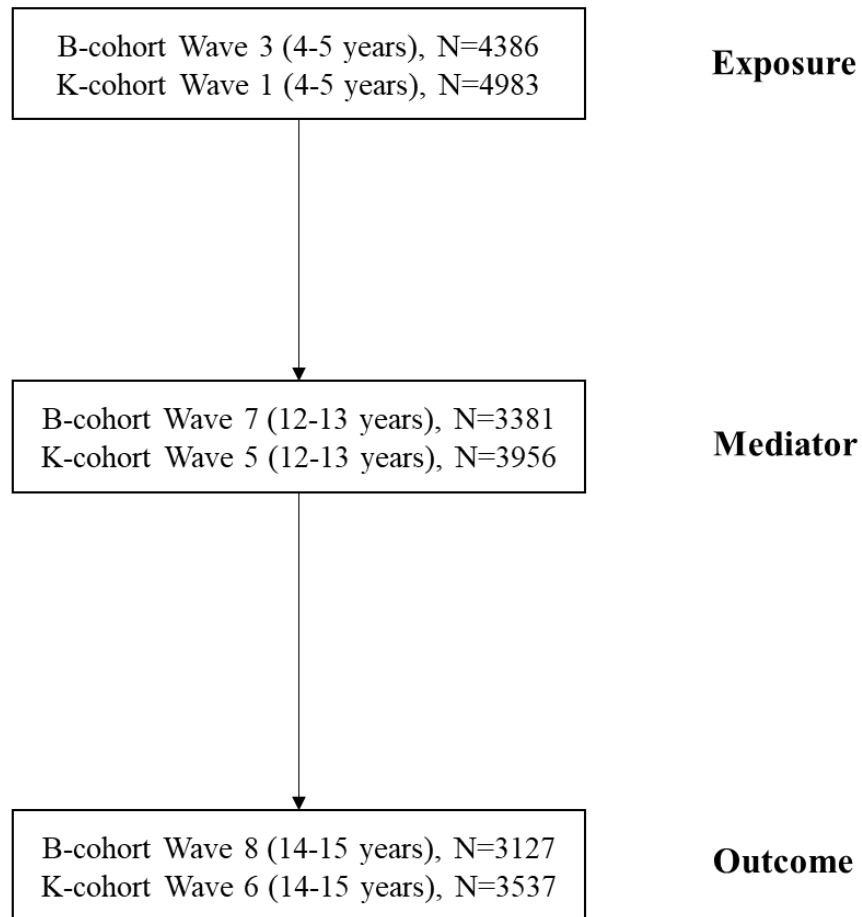 B-cohort Wave 3 (4-5 years), N=4386
K-cohort Wave 1 (4-5 years), N=4983
Exposure
B-cohort Wave 7 (12-13 years), N=3381
K-cohort Wave 5 (12-13 years), N=3956
Mediator
B-cohort Wave 8 (14-15 years), N=3127
K-cohort Wave 6 (14-15 years), N=3537
Outcome